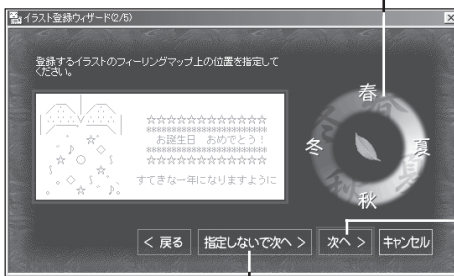 イラスト登録ウィザード(2/5)
登録するイラストのフィーリングマップ上の位置を指定して
ください。
☆☆☆☆☆☆☆☆☆☆☆☆
********************
お誕生日　おめでとう！
********************
☆☆☆☆☆☆☆☆☆☆☆☆
すてきな一年になりますように
春
夏
秋
冬
< 戻る
指定しないで次へ >
次へ >
キャンセル